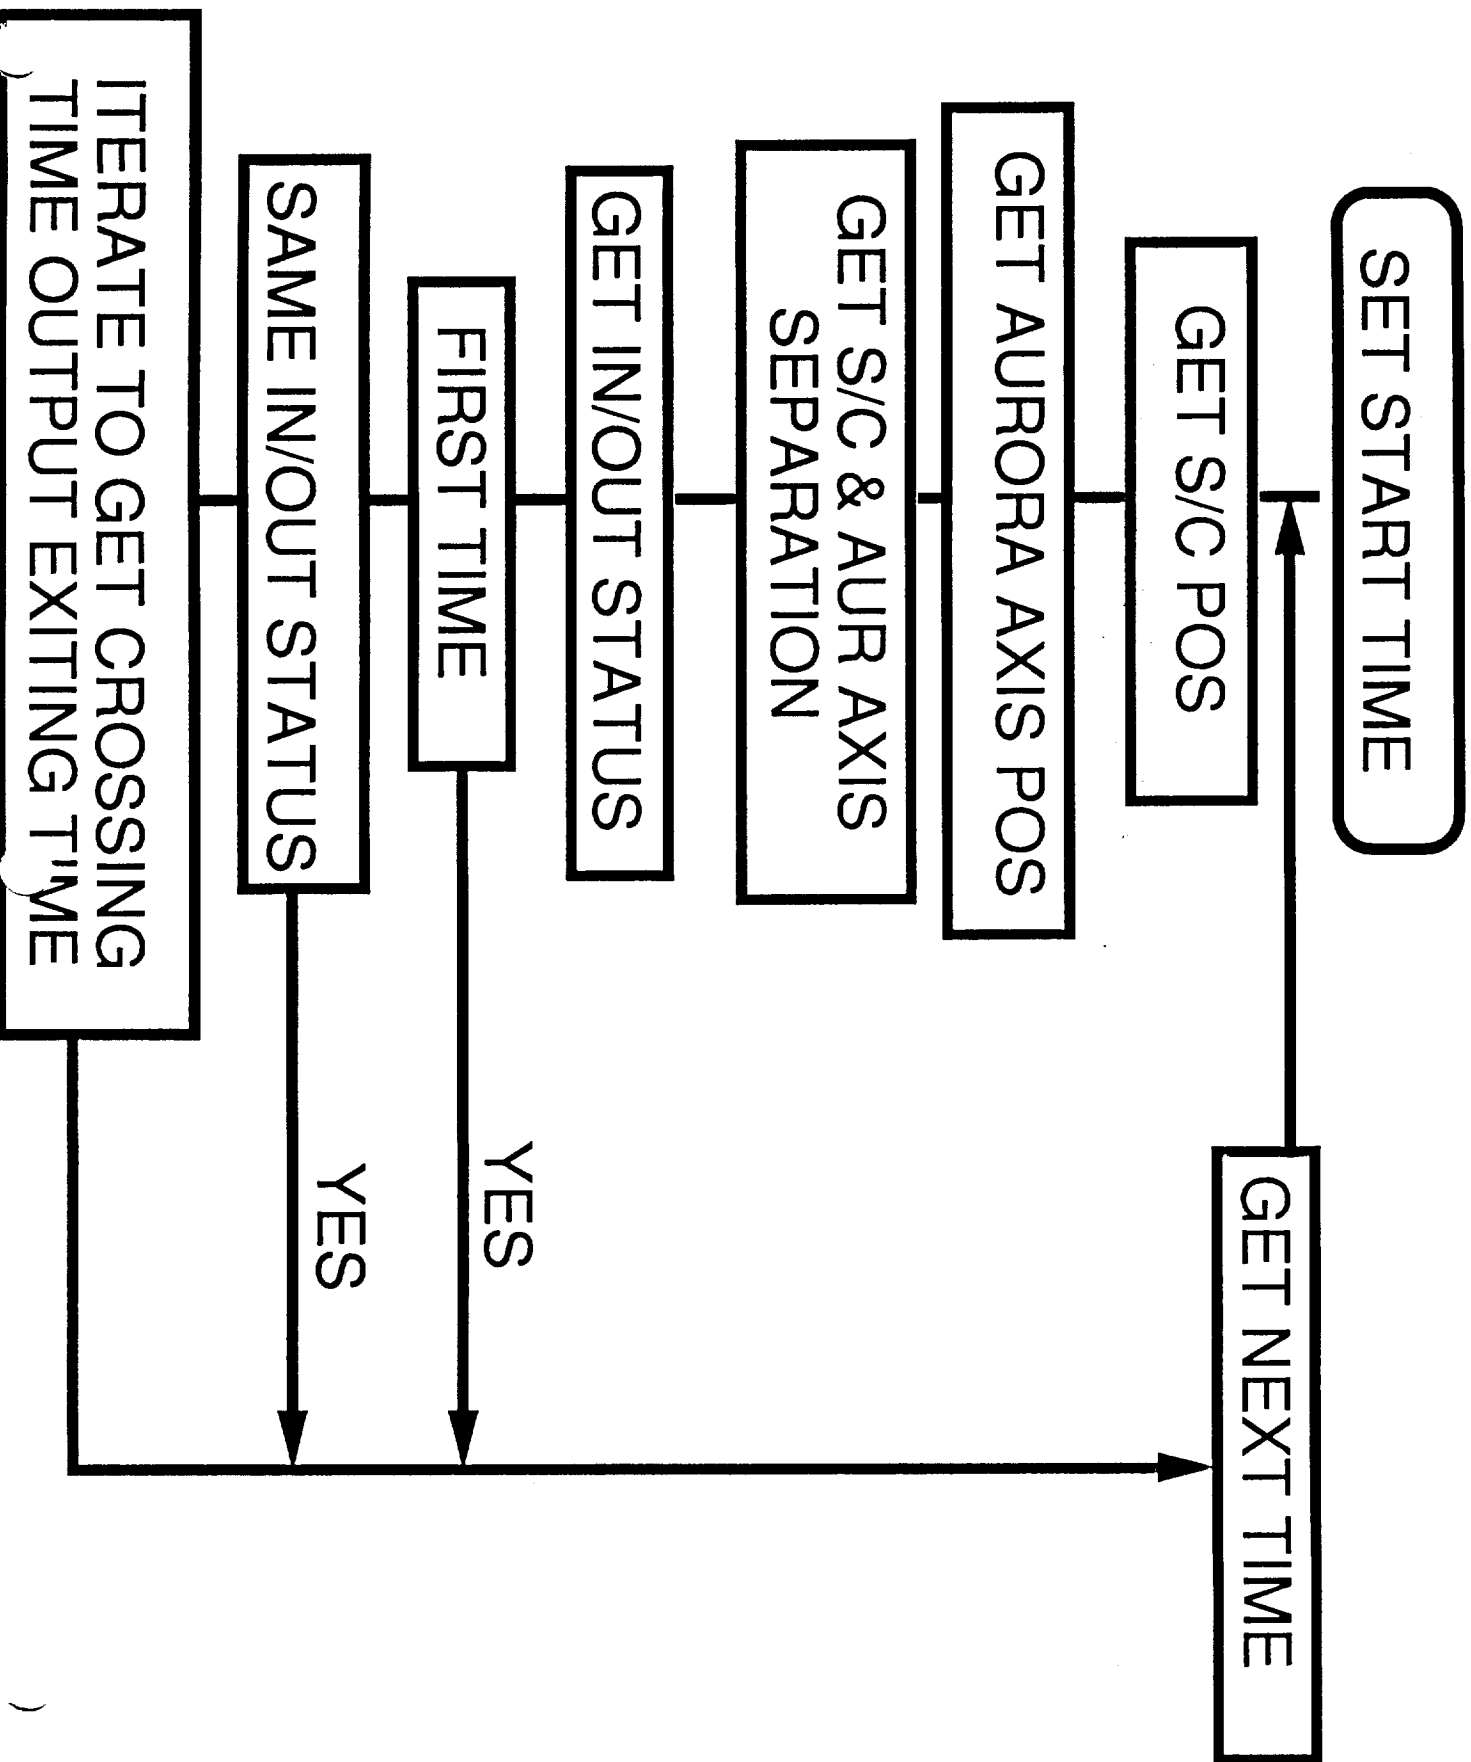 SET START TIME
GET NEXT TIME
GET S/C POS
GET AURORA AXIS POS
GET S/C & AUR AXIS
SEPARATION
GET IN/OUT STATUS
FIRST TIME
YES
SAME IN/OUT STATUS
YES
ITERATE TO GET CROSSING
TIME OUTPUT EXITING TIME